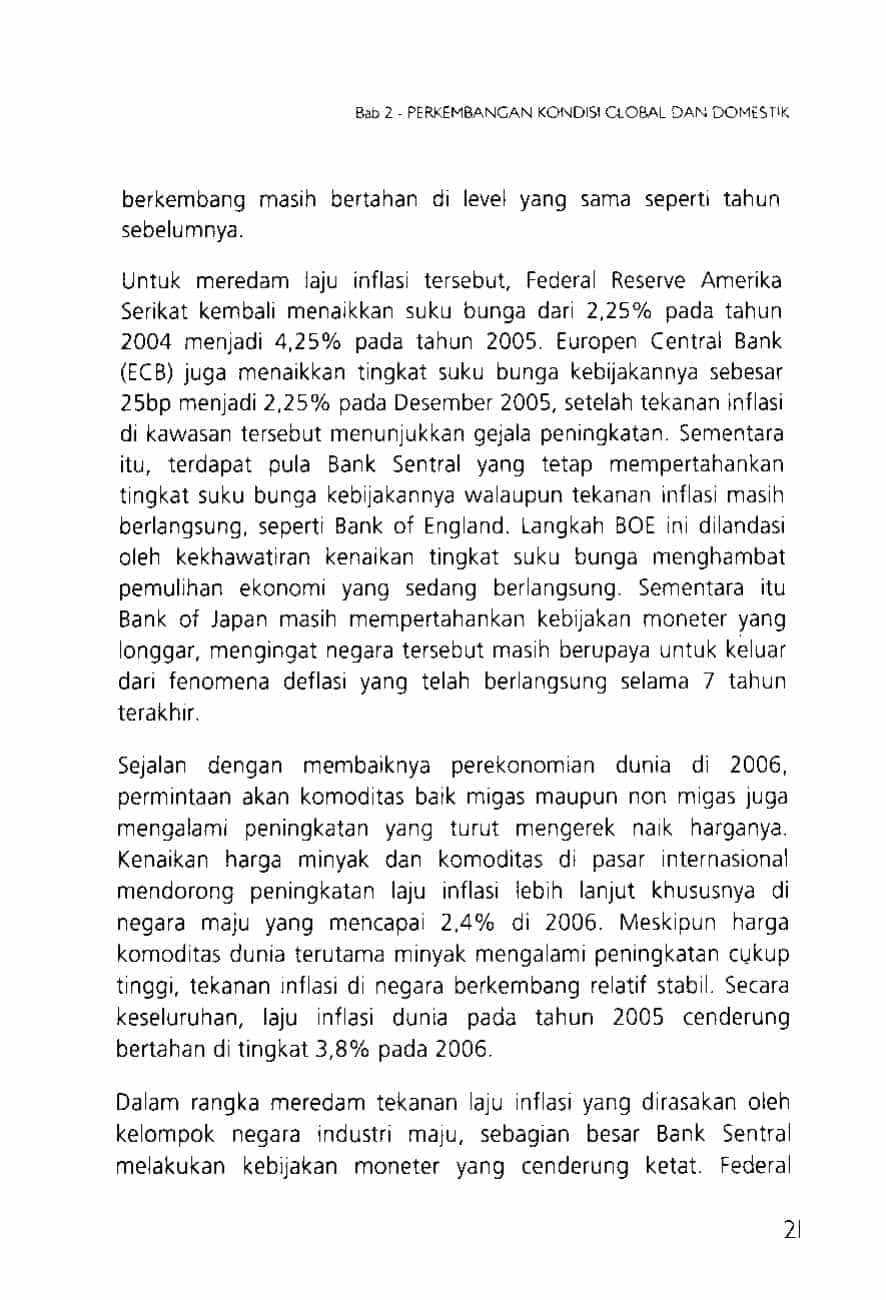 Bab 2 - PERKEMBANGAN KONDISI GLOBAL DAN DOMESTIK
berkembang masih bertahan di level yang sama seperti tahun
sebelumnya.
Untuk meredam laju inflasi tersebut, Federal Reserve Amerika
Serikat kembali menaikkan suku bunga dari 2,25% pada tahun
2004 menjadi 4,25% pada tahun 2005. Europen Central Bank
(ECB) juga menaikkan tingkat suku bunga kebijakannya sebesar
25bp menjadi 2,25% pada Desember 2005, setelah tekanan inflasi
di kawasan tersebut menunjukkan gejala peningkatan. Sementara
itu, terdapat pula Bank Sentral yang tetap mempertahankan
tingkat suku bunga kebijakannya walaupun tekanan inflasi masih
berlangsung, seperti Bank of England. Langkah BOE ini dilandasi
oleh kekhawatiran kenaikan tingkat suku bunga menghambat
pemulihan ekonomi yang sedang berlangsung. Sementara itu
Bank of Japan masih mempertahankan kebijakan moneter yang
longgar, mengingat negara tersebut masih berupaya untuk keluar
dari fenomena deflasi yang telah berlangsung selama 7 tahun
terakhir.
Sejalan dengan membaiknya perekonomian dunia di 2006,
permintaan akan komoditas baik migas maupun non migas juga
mengalami peningkatan yang turut mengerek naik harganya.
Kenaikan harga minyak dan komoditas di pasar internasional
mendorong peningkatan laju inflasi lebih lanjut khususnya di
negara maju yang mencapai 2,4% di 2006. Meskipun harga
komoditas dunia terutama minyak mengalami peningkatan cukup
tinggi, tekanan inflasi di negara berkembang relatif stabil. Secara
keseluruhan, laju inflasi dunia pada tahun 2005 cenderung
bertahan di tingkat 3,8% pada 2006.
Dalam rangka meredam tekanan laju inflasi yang dirasakan oleh
kelompok negara industri maju, sebagian besar Bank Sentral
melakukan kebijakan moneter yang cenderung ketat. Federal
21